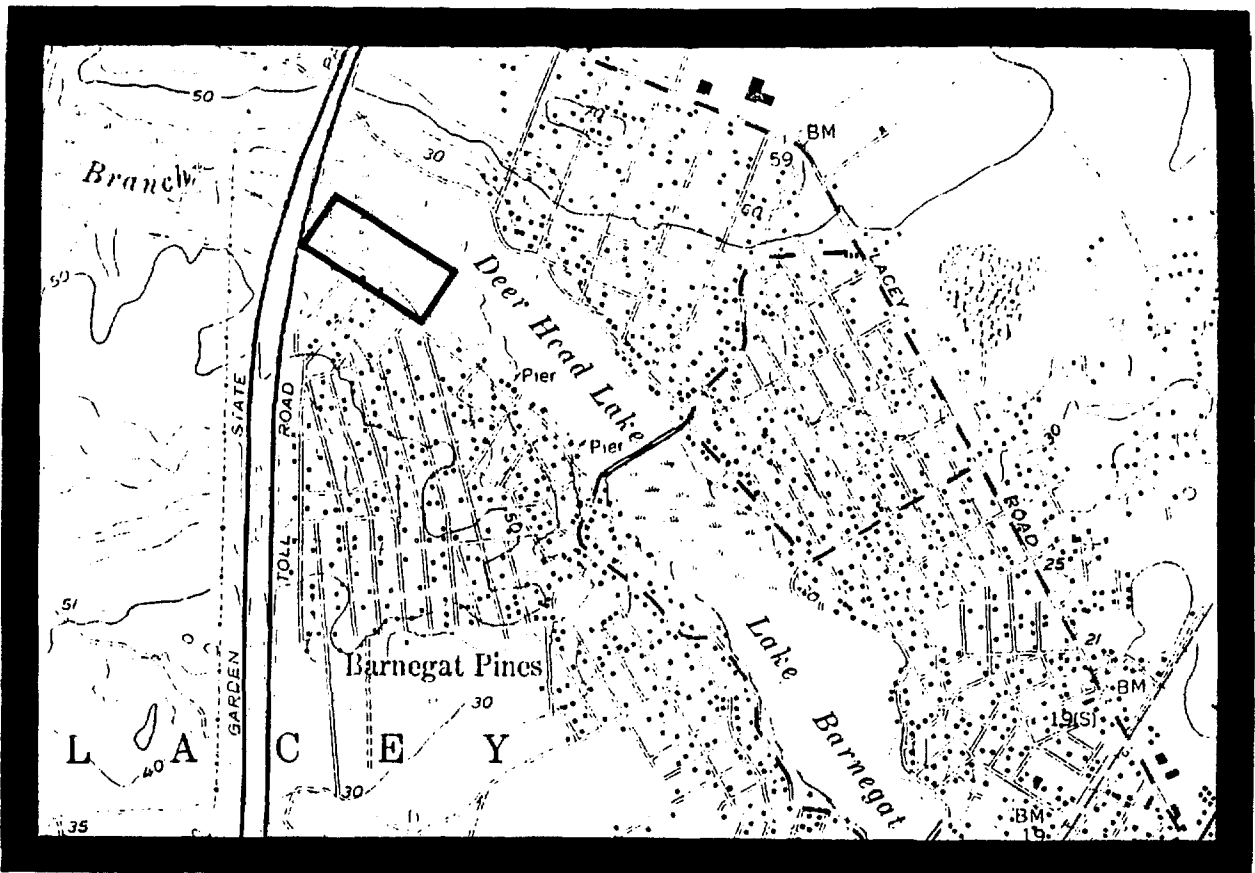 50
30
70
BM
59
Branch
60
50
LACEY
Deer Head Lake
STATE
ROAD
Pier
Pier
30
50
ROAD
TOLL
25
51
Lake
21
Barnegat Pines
BM
GARDEN
30
19(S)
Barnegat
L A C E Y
40
30
BM
19
35